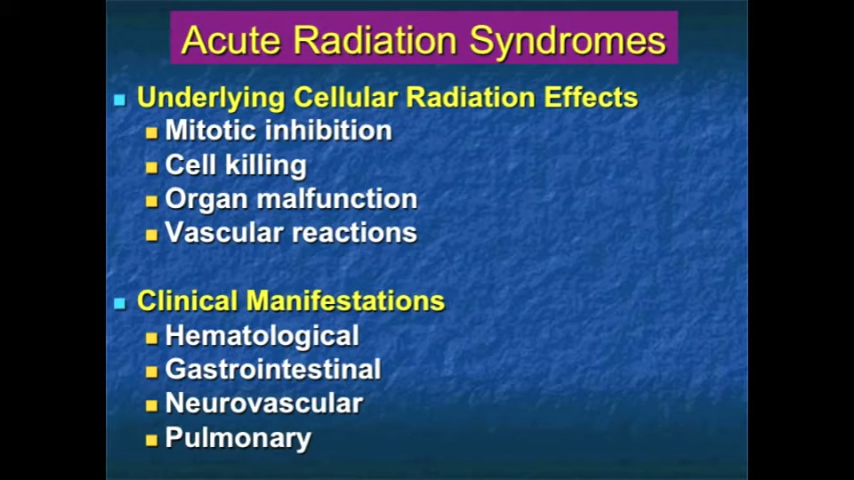 Acute Radiation Syndromes
Underlying Cellular Radiation Effects
Mitotic inhibition
Cell killing
Organ malfunction
Vascular reactions
Clinical Manifestations
Hematological
Gastrointestinal
Neurovascular
Pulmonary